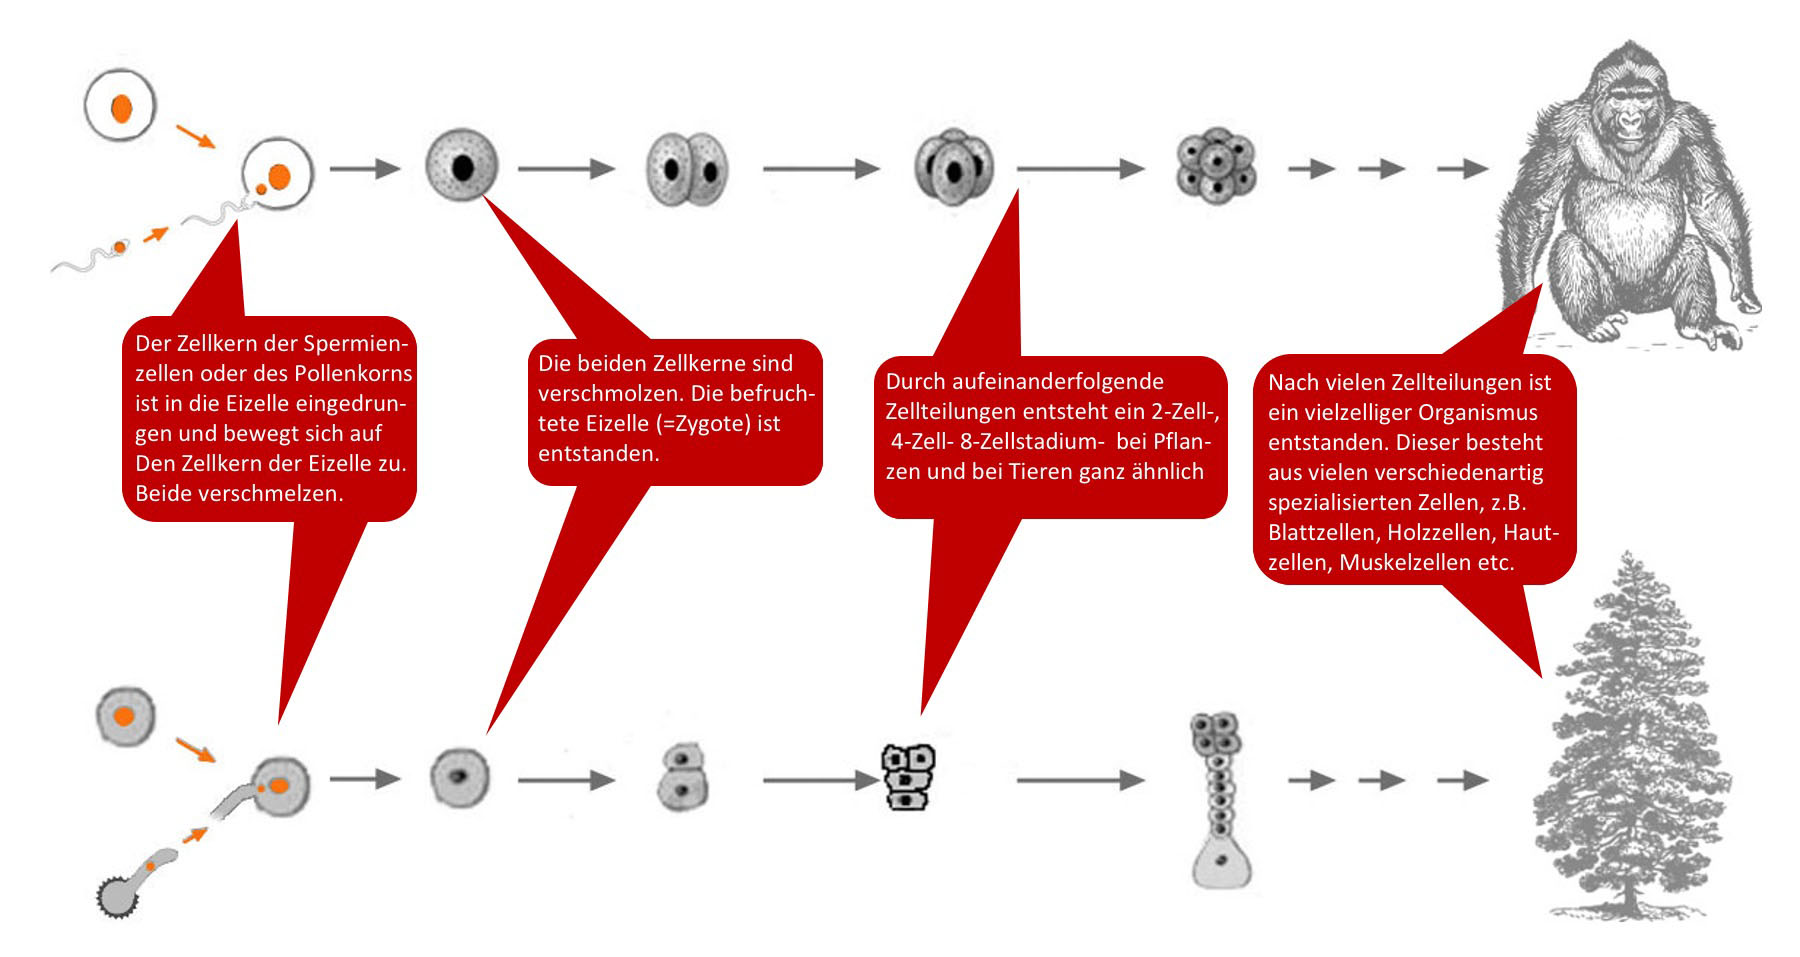 Der Zellkern der Spermien-
zellen oder des Pollenkorns
ist in die Eizelle eingedrun-
gen und bewegt sich auf
Den Zellkern der Eizelle zu.
Beide verschmelzen.
Die beiden Zellkerne sind
verschmolzen. Die befruch-
tete Eizelle (=Zygote) ist
entstanden.
Durch aufeinanderfolgende
Zellteilungen entsteht ein 2-Zell-,
4-Zell- 8-Zellstadium-  bei Pflan-
zen und bei Tieren ganz ähnlich
Nach vielen Zellteilungen ist
ein vielzelliger Organismus
entstanden. Dieser besteht
aus vielen verschiedenartig
spezialisierten Zellen, z.B.
Blattzellen, Holzzellen, Haut-
zellen, Muskelzellen etc.